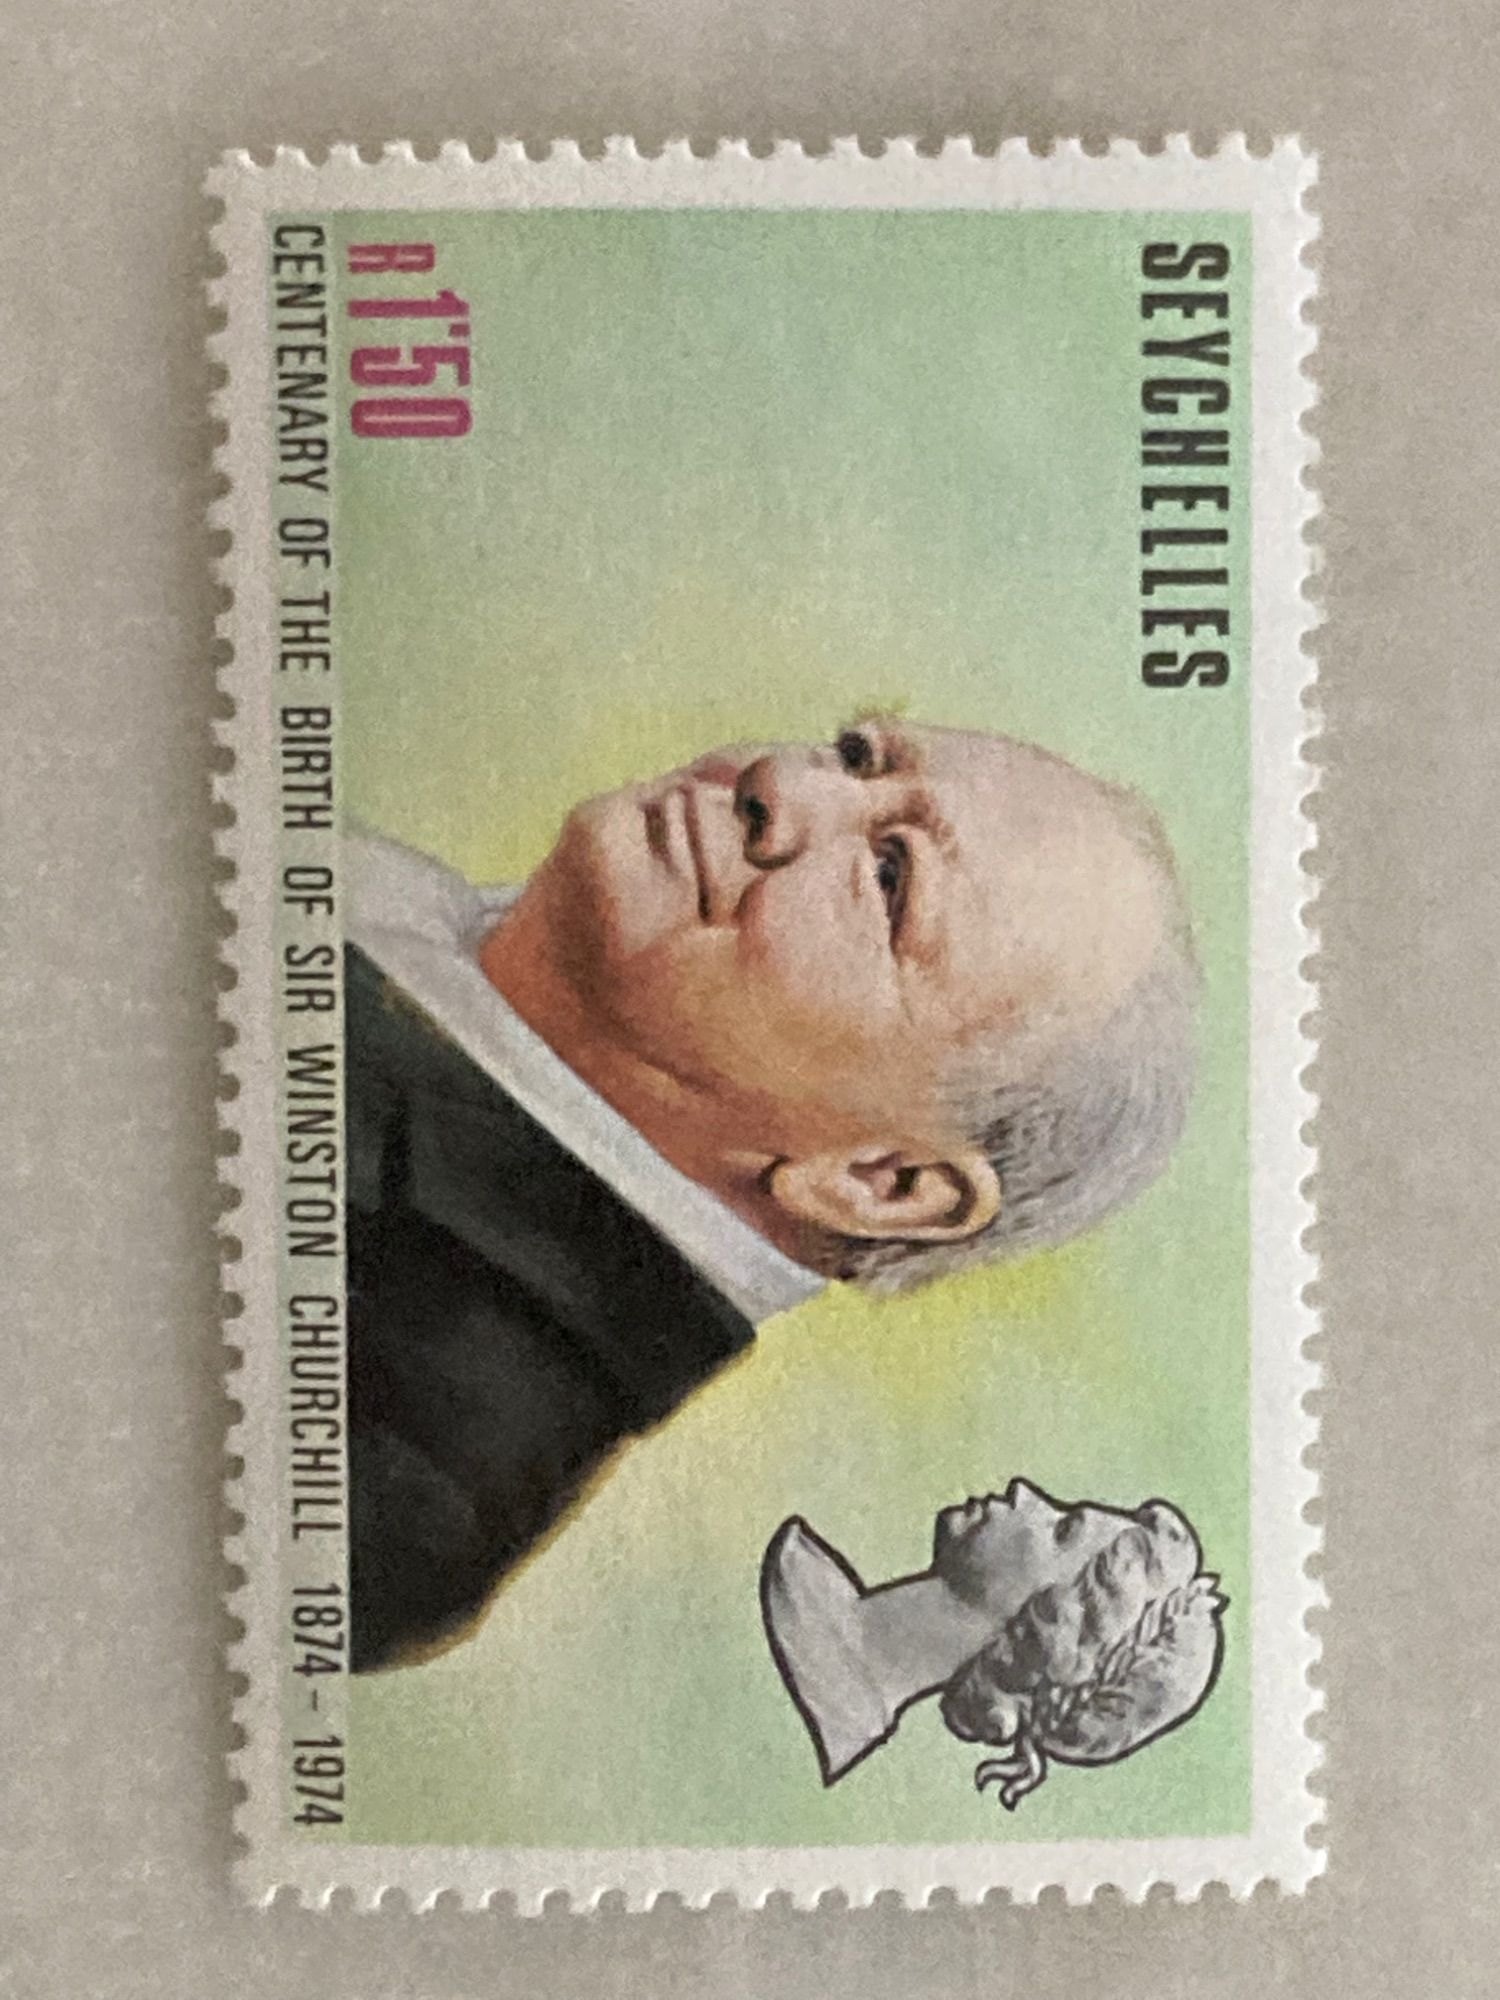 SEYCHELLES
R1'50
CENTENARY OF THE BIRTH OF SIR WINSTON CHURCHILL 1874 - 1974